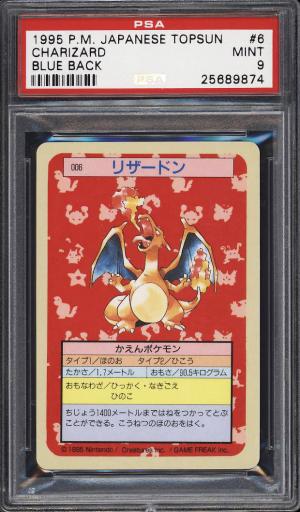 PSA
1995 P.M. JAPANESE TOPSUN #6
CHARIZARD MINT
BLUE BACK 9
PSA
25689874
006 リザードン
かえんポケモン
タイプ1/ほのお タイプ2/ひこう
たかさ/1,7メートル おもさ/90.5キログラム
おもなわざ/ひっかく・なきごえ
ひのこ
ちじょう1400メートルまではねをつかってとぶ
ことができる。こうねつのほのおをはく。
©1995 Nintendo/ Creatures inc. /GAME FREAK inc.